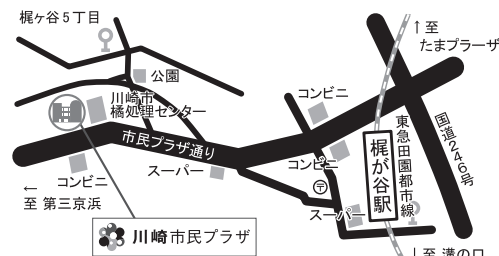 梶ヶ谷5丁目
↑至
たまプラーザ
公園
コンビニ
川崎市
橘処理センター
市民プラザ通り
国道246号
東急田園都市線
梶が谷駅
コンビニ
コンビニ
スーパー
〒
スーパー
←
至 第三京浜
川崎市民プラザ
↓至 溝の口